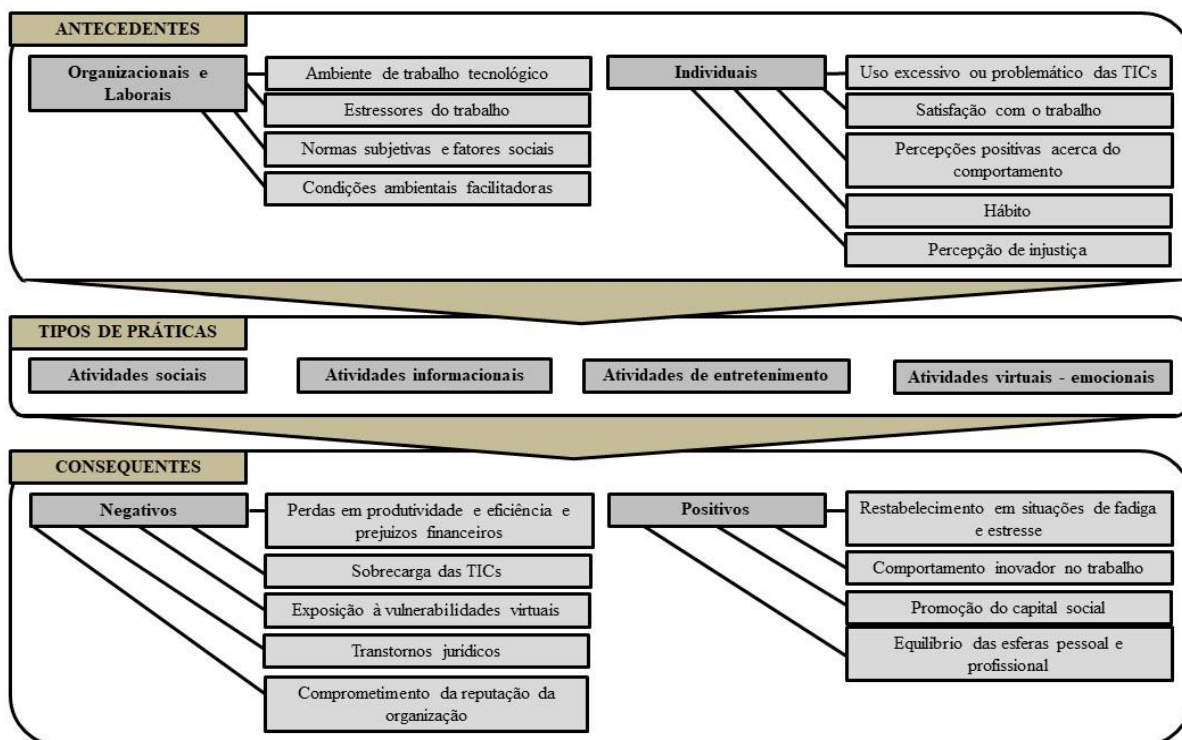 ANTECEDENTES
Organizacionais e
Laborais
Ambiente de trabalho tecnológico
Estressores do trabalho
Normas subjetivas e fatores sociais
Condições ambientais facilitadoras
Individuais
Uso excessivo ou problemático das TICs
Satisfação com o trabalho
Percepções positivas acerca do
comportamento
Hábito
Percepção de injustiça
TIPOS DE PRÁTICAS
Atividades sociais
Atividades informacionais
Atividades de entretenimento
Atividades virtuais - emocionais
CONSEQUENTES
Negativos
Perdas em produtividade e eficiência e
prejuízos financeiros
Sobrecarga das TICs
Exposição à vulnerabilidades virtuais
Transtornos jurídicos
Comprometimento da reputação da
organização
Positivos
Restabelecimento em situações de fadiga
e estresse
Comportamento inovador no trabalho
Promoção do capital social
Equilíbrio das esferas pessoal e
profissional